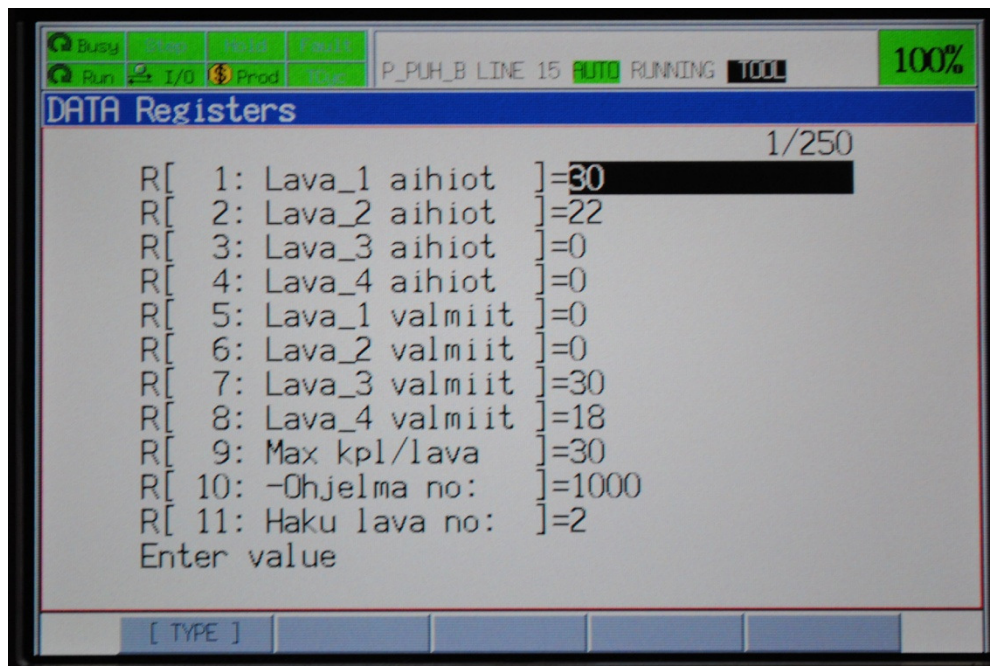 Busy Step Hold Fault
Run I/O Prod
P_PUH_B LINE 15 AUTO RUNNING TOOL
100%
DATA Registers
1/250
R[ 1: Lava_1 aihiot ]=30
R[ 2: Lava_2 aihiot ]=22
R[ 3: Lava_3 aihiot ]=0
R[ 4: Lava_4 aihiot ]=0
R[ 5: Lava_1 valmiit ]=0
R[ 6: Lava_2 valmiit ]=0
R[ 7: Lava_3 valmiit ]=30
R[ 8: Lava_4 valmiit ]=18
R[ 9: Max kpl/lava ]=30
R[ 10: -Ohjelma no: ]=1000
R[ 11: Haku lava no: ]=2
Enter value
[ TYPE ]